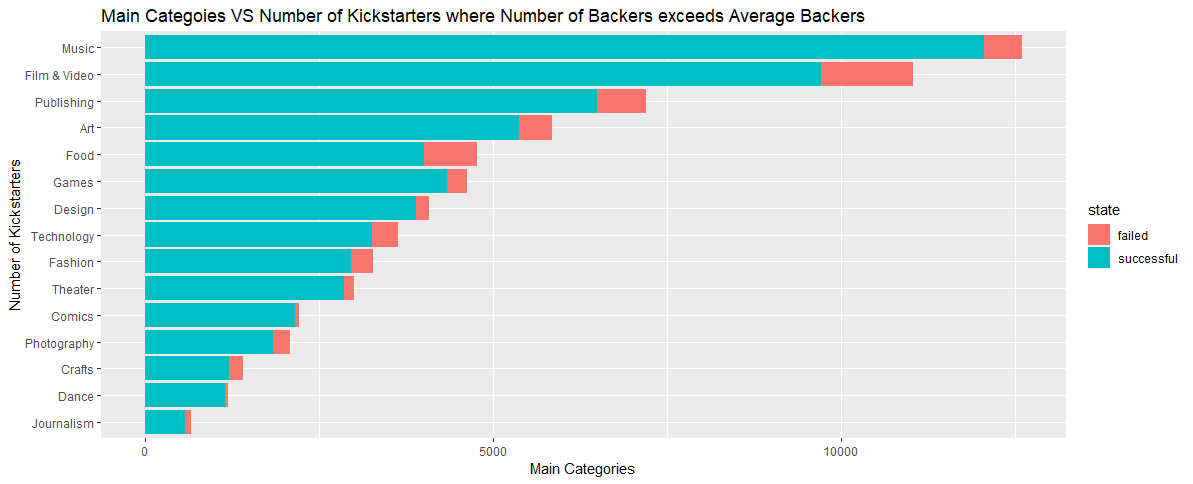 Main Categoies VS Number of Kickstarters where Number of Backers exceeds Average Backers
Number of Kickstarters
Music
Film & Video
Publishing
Art
Food
Games
Design
Technology
Fashion
Theater
Comics
Photography
Crafts
Dance
Journalism
0
5000
10000
Main Categories
state
failed
successful